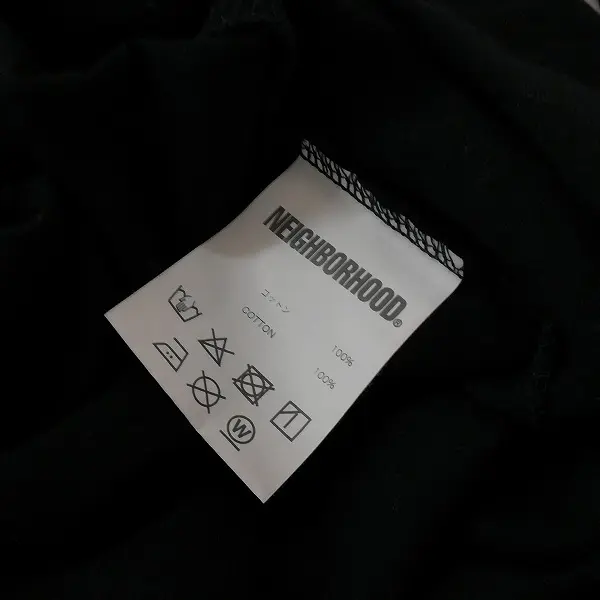 NEIGHBORHOOD®
コットン 100%
COTTON 100%
W